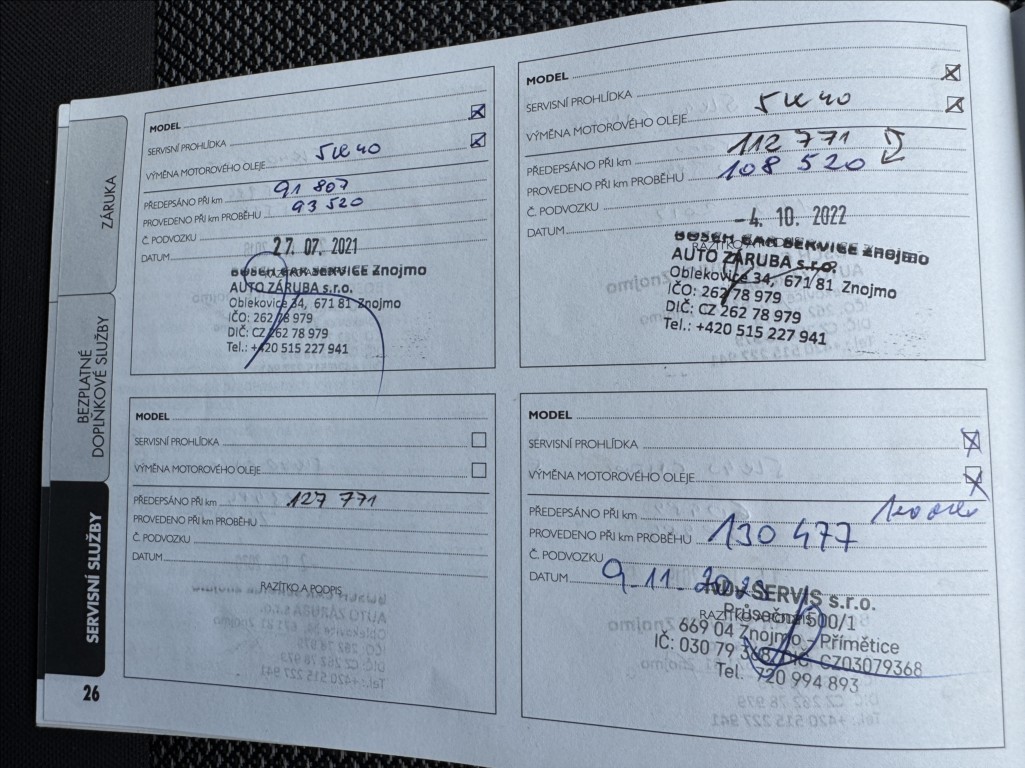 ZÁRUKA
BEZPLATNÉ
DOPLŇKOVÉ SLUŽBY
SERVISNÍ SLUŽBY
26
MODEL
SERVISNÍ PROHLÍDKA
VÝMĚNA MOTOROVÉHO OLEJE 5W40
PŘEDEPSÁNO PŘI km 91 807
PROVEDENO PŘI km PROBĚHU 93 520
Č. PODVOZKU
DATUM 27. 07. 2021
BOSCH CAR SERVICE Znojmo
AUTO ZÁRUBA s.r.o.
Oblekovice 34, 671 81 Znojmo
IČO: 262 78 979
DIČ: CZ 262 78 979
Tel.: +420 515 227 941
MODEL
SERVISNÍ PROHLÍDKA
VÝMĚNA MOTOROVÉHO OLEJE 5W40
PŘEDEPSÁNO PŘI km 112 771
PROVEDENO PŘI km PROBĚHU 108 520
Č. PODVOZKU
DATUM -4. 10. 2022
BOSCH CAR SERVICE Znojmo
AUTO ZÁRUBA s.r.o.
Oblekovice 34, 671 81 Znojmo
IČO: 262 78 979
DIČ: CZ 262 78 979
Tel.: +420 515 227 941
MODEL
SERVISNÍ PROHLÍDKA
VÝMĚNA MOTOROVÉHO OLEJE
PŘEDEPSÁNO PŘI km 127 771
PROVEDENO PŘI km PROBĚHU
Č. PODVOZKU
DATUM
RAZÍTKO A PODPIS
MODEL
SERVISNÍ PROHLÍDKA
VÝMĚNA MOTOROVÉHO OLEJE
PŘEDEPSÁNO PŘI km
PROVEDENO PŘI km PROBĚHU 130 477
Č. PODVOZKU
DATUM 9.11.
SERVIS s.r.o.
Průsečná 500/1
669 04 Znojmo - Přímětice
IČ: 030 79 368, DIČ: CZ03079368
Tel. 720 994 893